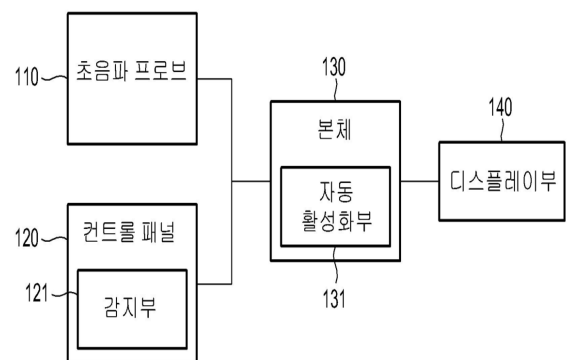 110
초음파 프로브
120
컨트롤 패널
121
감지부
130
본체
자동
활성화부
131
140
디스플레이부